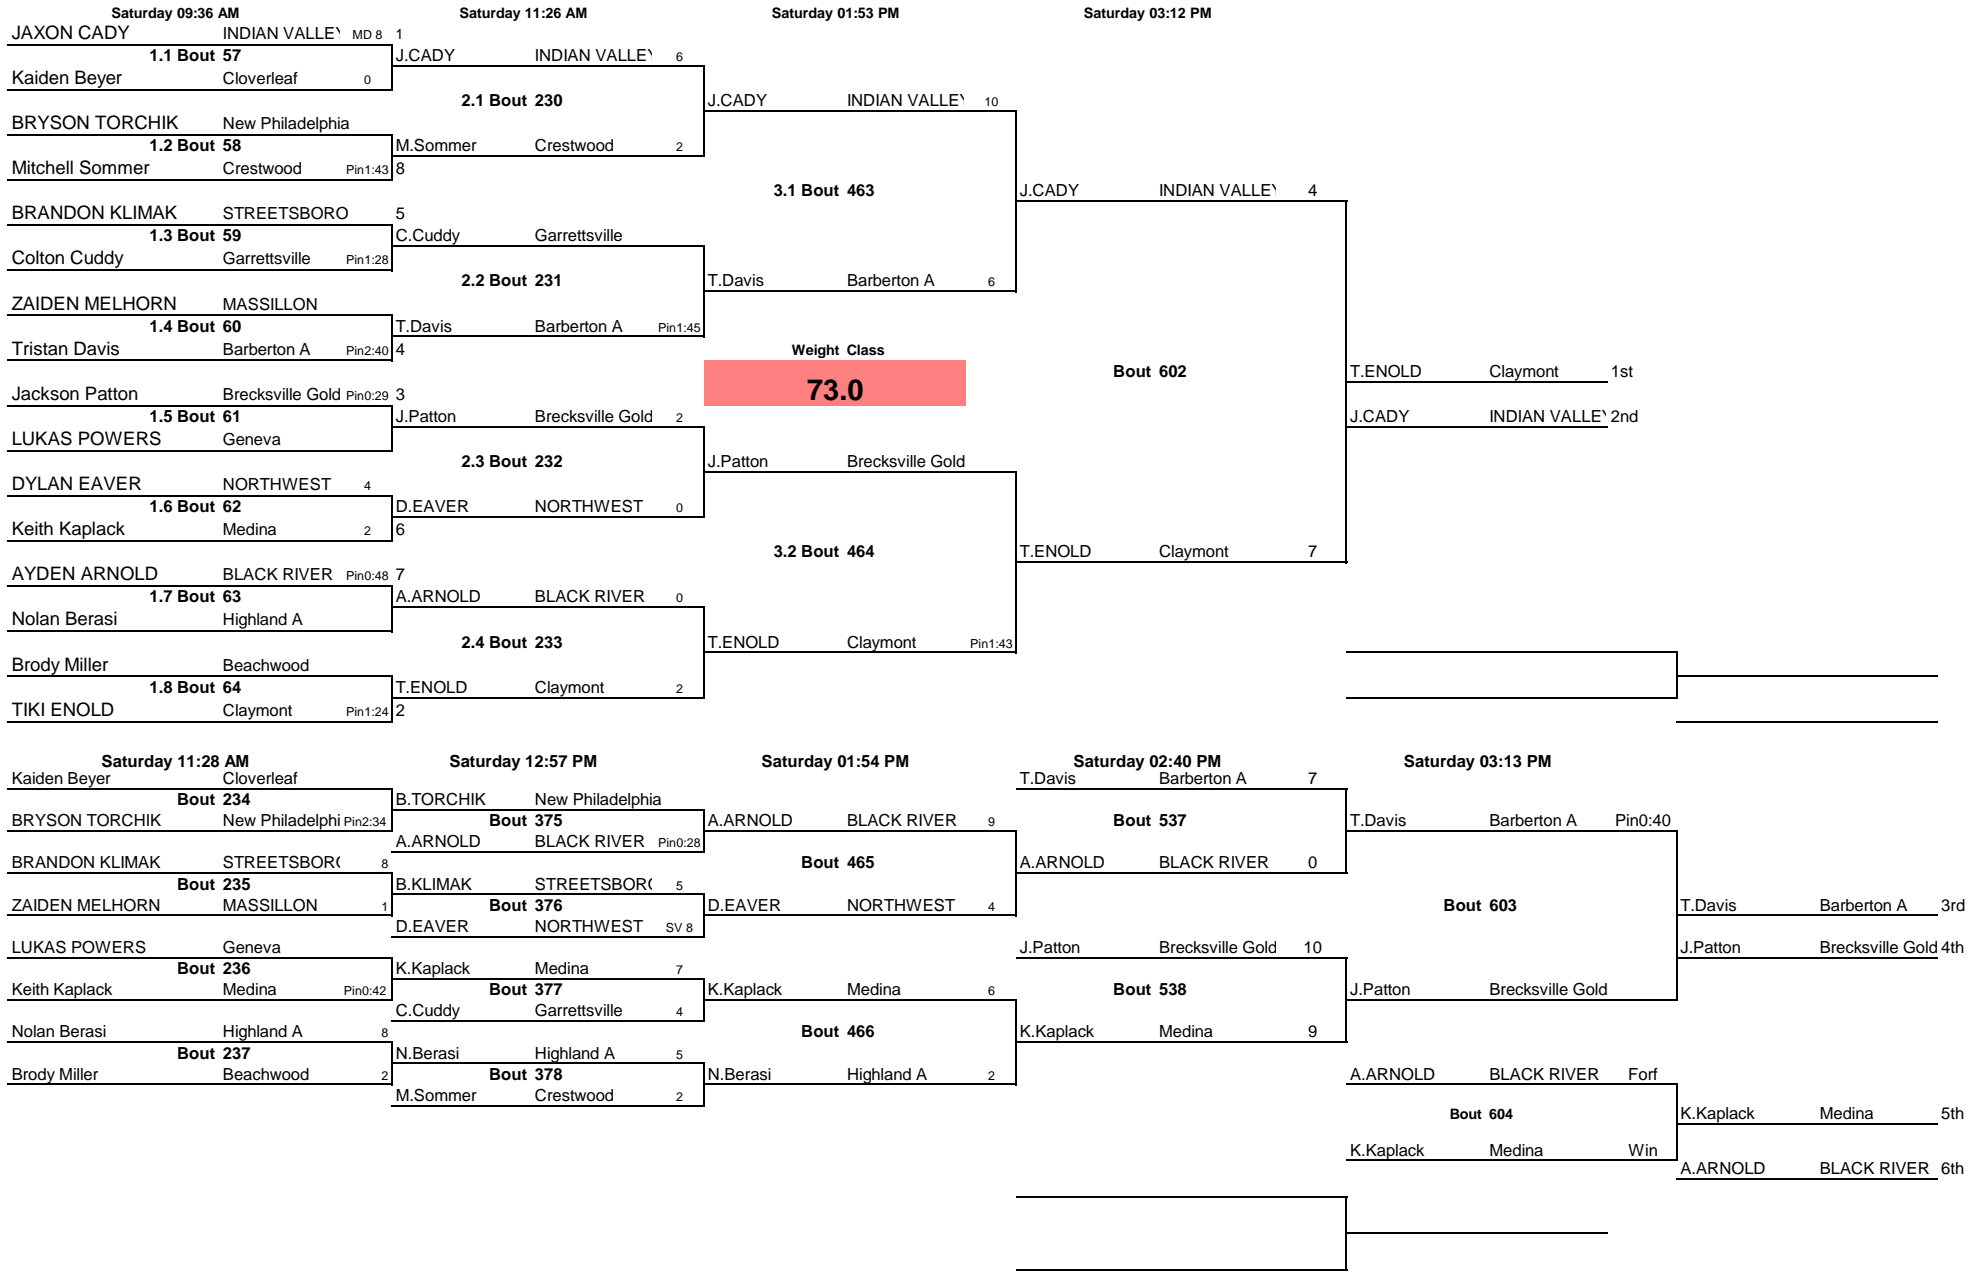 Saturday 09:36 AM Saturday 11:26 AM Saturday 01:53 PM Saturday 03:12 PM
JAXON CADY INDIAN VALLEY MD 8 1
1.1 Bout 57 J.CADY INDIAN VALLEY 6
Kaiden Beyer Cloverleaf 0
2.1 Bout 230 J.CADY INDIAN VALLEY 10
BRYSON TORCHIK New Philadelphia
1.2 Bout 58 M.Sommer Crestwood 2
Mitchell Sommer Crestwood Pin1:43 8
3.1 Bout 463 J.CADY INDIAN VALLEY 4
BRANDON KLIMAK STREETSBORO 5
1.3 Bout 59 C.Cuddy Garrettsville
Colton Cuddy Garrettsville Pin1:28
2.2 Bout 231 T.Davis Barberton A 6
ZAIDEN MELHORN MASSILLON
1.4 Bout 60 T.Davis Barberton A Pin1:45
Tristan Davis Barberton A Pin2:40 4
Weight Class
Bout 602 T.ENOLD Claymont 1st
Jackson Patton Brecksville Gold Pin0:29 3
73.0
1.5 Bout 61 J.Patton Brecksville Gold 2 J.CADY INDIAN VALLEY 2nd
LUKAS POWERS Geneva
2.3 Bout 232 J.Patton Brecksville Gold
DYLAN EAVER NORTHWEST 4
1.6 Bout 62 D.EAVER NORTHWEST 0
Keith Kaplack Medina 2 6
3.2 Bout 464 T.ENOLD Claymont 7
AYDEN ARNOLD BLACK RIVER Pin0:48 7
1.7 Bout 63 A.ARNOLD BLACK RIVER 0
Nolan Berasi Highland A
2.4 Bout 233 T.ENOLD Claymont Pin1:43
Brody Miller Beachwood
1.8 Bout 64 T.ENOLD Claymont 2
TIKI ENOLD Claymont Pin1:24 2
Saturday 11:28 AM Saturday 12:57 PM Saturday 01:54 PM Saturday 02:40 PM Saturday 03:13 PM
Kaiden Beyer Cloverleaf T.Davis Barberton A 7
Bout 234 B.TORCHIK New Philadelphia
BRYSON TORCHIK New Philadelphi Pin2:34 Bout 375 A.ARNOLD BLACK RIVER 9 Bout 537 T.Davis Barberton A Pin0:40
A.ARNOLD BLACK RIVER Pin0:28
BRANDON KLIMAK STREETSBORO 8 Bout 465 A.ARNOLD BLACK RIVER 0
Bout 235 B.KLIMAK STREETSBORO 5
ZAIDEN MELHORN MASSILLON 1 Bout 376 D.EAVER NORTHWEST 4 Bout 603 T.Davis Barberton A 3rd
D.EAVER NORTHWEST SV 8
LUKAS POWERS Geneva J.Patton Brecksville Gold 10 J.Patton Brecksville Gold 4th
Bout 236 K.Kaplack Medina 7
Keith Kaplack Medina Pin0:42 Bout 377 K.Kaplack Medina 6 Bout 538 J.Patton Brecksville Gold
C.Cuddy Garrettsville 4
Nolan Berasi Highland A 8 Bout 466 K.Kaplack Medina 9
Bout 237 N.Berasi Highland A 5
Brody Miller Beachwood 2 Bout 378 N.Berasi Highland A 2 A.ARNOLD BLACK RIVER Forf
M.Sommer Crestwood 2
Bout 604 K.Kaplack Medina 5th
K.Kaplack Medina Win
A.ARNOLD BLACK RIVER 6th